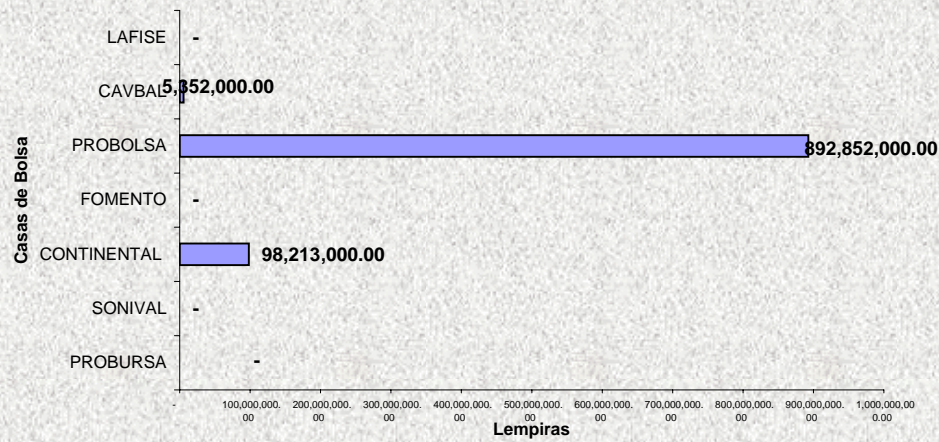 LAFISE -
CAVBAL 5,352,000.00
PROBOLSA 892,852,000.00
FOMENTO -
CONTINENTAL 98,213,000.00
SONIVAL -
PROBURSA -
Casas de Bolsa
- 100,000,000. 200,000,000. 300,000,000. 400,000,000. 500,000,000. 600,000,000. 700,000,000. 800,000,000. 900,000,000. 1,000,000,00
00 00 00 00 00 00 00 00 00 0.00
Lempiras